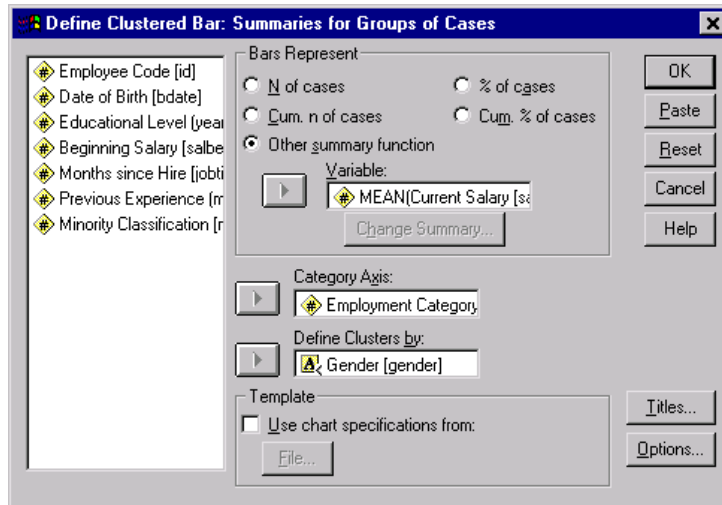 Define Clustered Bar: Summaries for Groups of Cases
Employee Code [id]
Date of Birth [bdate]
Educational Level (year
Beginning Salary [salbe
Months since Hire [jobti
Previous Experience (m
Minority Classification [r
Bars Represent
N of cases
% of cases
Cum. n of cases
Cum. % of cases
Other summary function
Variable:
MEAN(Current Salary [sa
Change Summary...
Category Axis:
Employment Category
Define Clusters by:
Gender [gender]
Template
Use chart specifications from:
File...
OK
Paste
Reset
Cancel
Help
Titles...
Options...